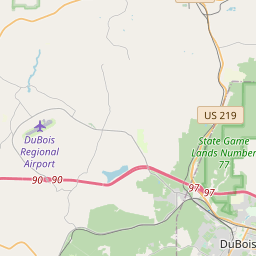 US 219
DuBois
Regional
Airport
State Game
Lands Number
77
90
90
97
97
DuBois